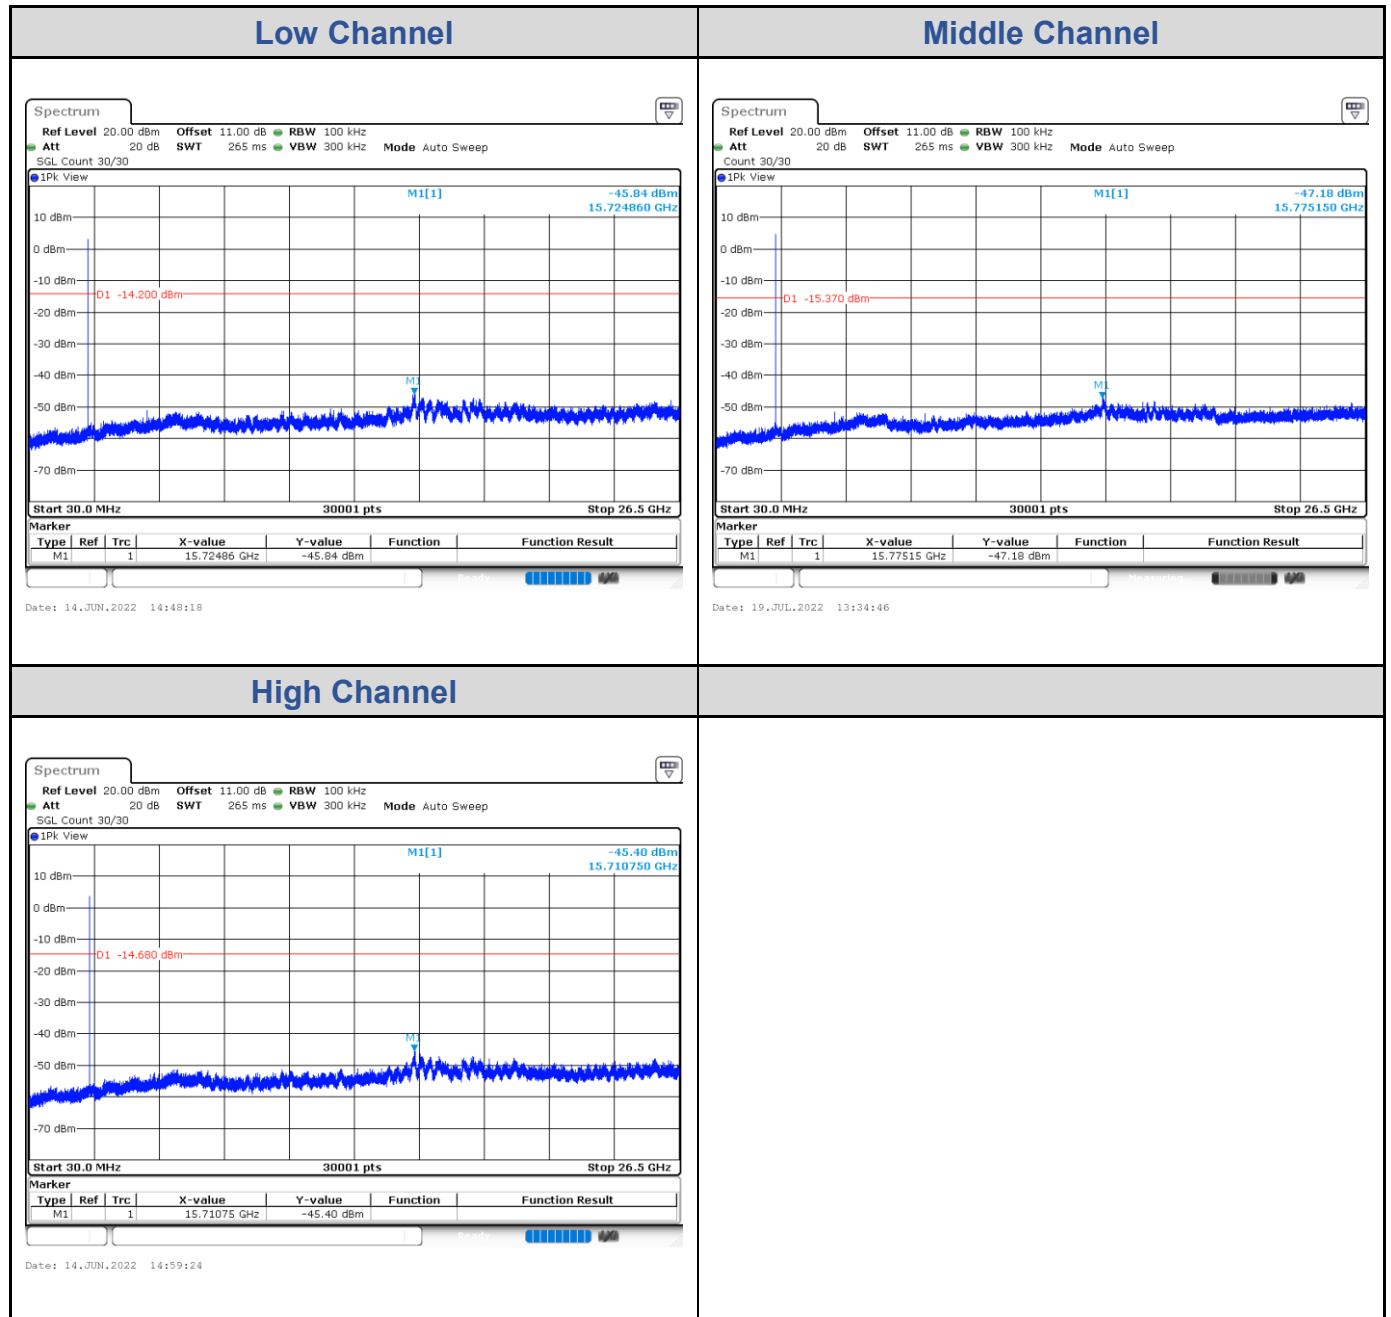 Low Channel
Middle Channel
Spectrum
Ref Level 20.00 dBm Offset 11.00 dB RBW 100 kHz
Att 20 dB SWT 265 ms VBW 300 kHz Mode Auto Sweep
SGL Count 30/30
1Pk View
M1[1] -45.84 dBm
15.724860 GHz
10 dBm
0 dBm
-10 dBm
D1 -14.200 dBm
-20 dBm
-30 dBm
-40 dBm
M1
-50 dBm
-70 dBm
Start 30.0 MHz 30001 pts Stop 26.5 GHz
Marker
Type Ref Trc X-value Y-value Function Function Result
M1 1 15.72486 GHz -45.84 dBm
Ready
Date: 14.JUN.2022 14:48:18
Spectrum
Ref Level 20.00 dBm Offset 11.00 dB RBW 100 kHz
Att 20 dB SWT 265 ms VBW 300 kHz Mode Auto Sweep
Count 30/30
1Pk View
M1[1] -47.18 dBm
15.775150 GHz
10 dBm
0 dBm
-10 dBm
D1 -15.370 dBm
-20 dBm
-30 dBm
-40 dBm
M1
-50 dBm
-70 dBm
Start 30.0 MHz 30001 pts Stop 26.5 GHz
Marker
Type Ref Trc X-value Y-value Function Function Result
M1 1 15.77515 GHz -47.18 dBm
Measuring
Date: 19.JUL.2022 13:34:46
High Channel
Spectrum
Ref Level 20.00 dBm Offset 11.00 dB RBW 100 kHz
Att 20 dB SWT 265 ms VBW 300 kHz Mode Auto Sweep
SGL Count 30/30
1Pk View
M1[1] -45.40 dBm
15.710750 GHz
10 dBm
0 dBm
-10 dBm
D1 -14.680 dBm
-20 dBm
-30 dBm
-40 dBm
M1
-50 dBm
-70 dBm
Start 30.0 MHz 30001 pts Stop 26.5 GHz
Marker
Type Ref Trc X-value Y-value Function Function Result
M1 1 15.71075 GHz -45.40 dBm
Ready
Date: 14.JUN.2022 14:59:24